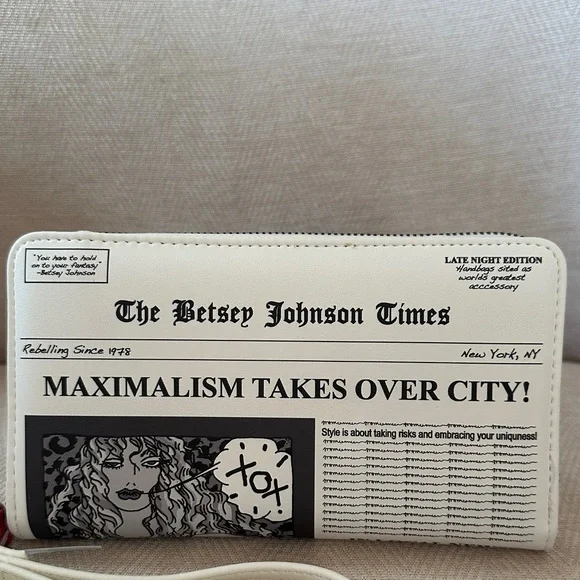 "You have to hold
on to your fantasy"
-Betsey Johnson
LATE NIGHT EDITION
Handbags sited as
worlds greatest
acccessory
The Betsey Johnson Times
Rebelling Since 1978
New York, NY
MAXIMALISM TAKES OVER CITY!
XOX
Style is about taking risks and embracing your uniquness!